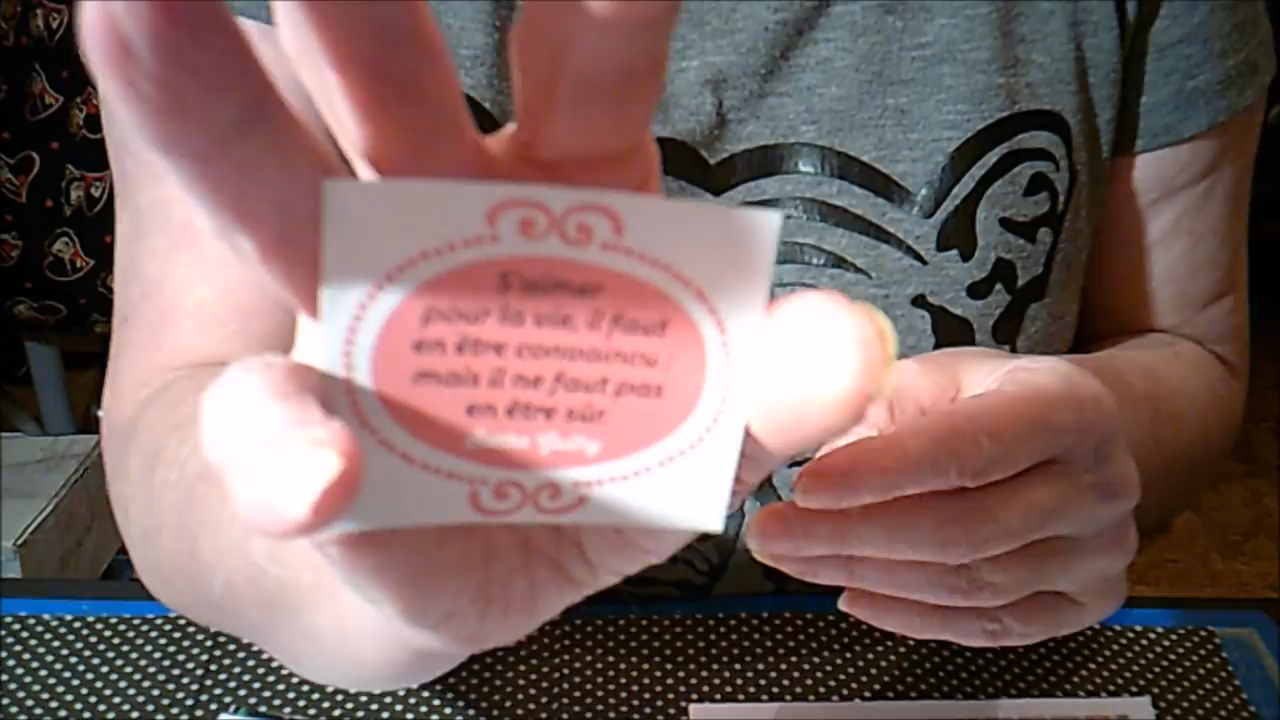 S'aimer
pour la vie, il faut
en être convaincu :
mais il ne faut pas
en être sûr